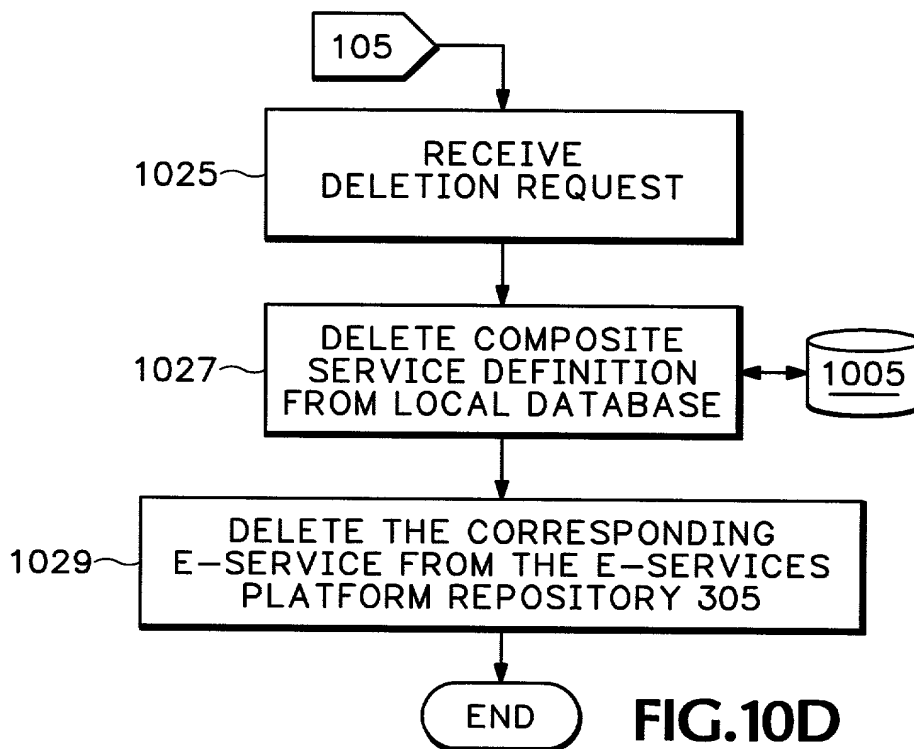 105
1025
RECEIVE
DELETION REQUEST
1027
DELETE COMPOSITE
SERVICE DEFINITION
FROM LOCAL DATABASE
1005
1029
DELETE THE CORRESPONDING
E-SERVICE FROM THE E-SERVICES
PLATFORM REPOSITORY 305
END
FIG.10D